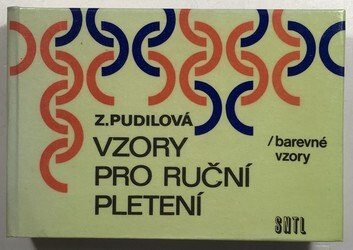 Z.PUDILOVÁ
VZORY
PRO RUČNÍ
PLETENÍ
/barevné
vzory
SNTL